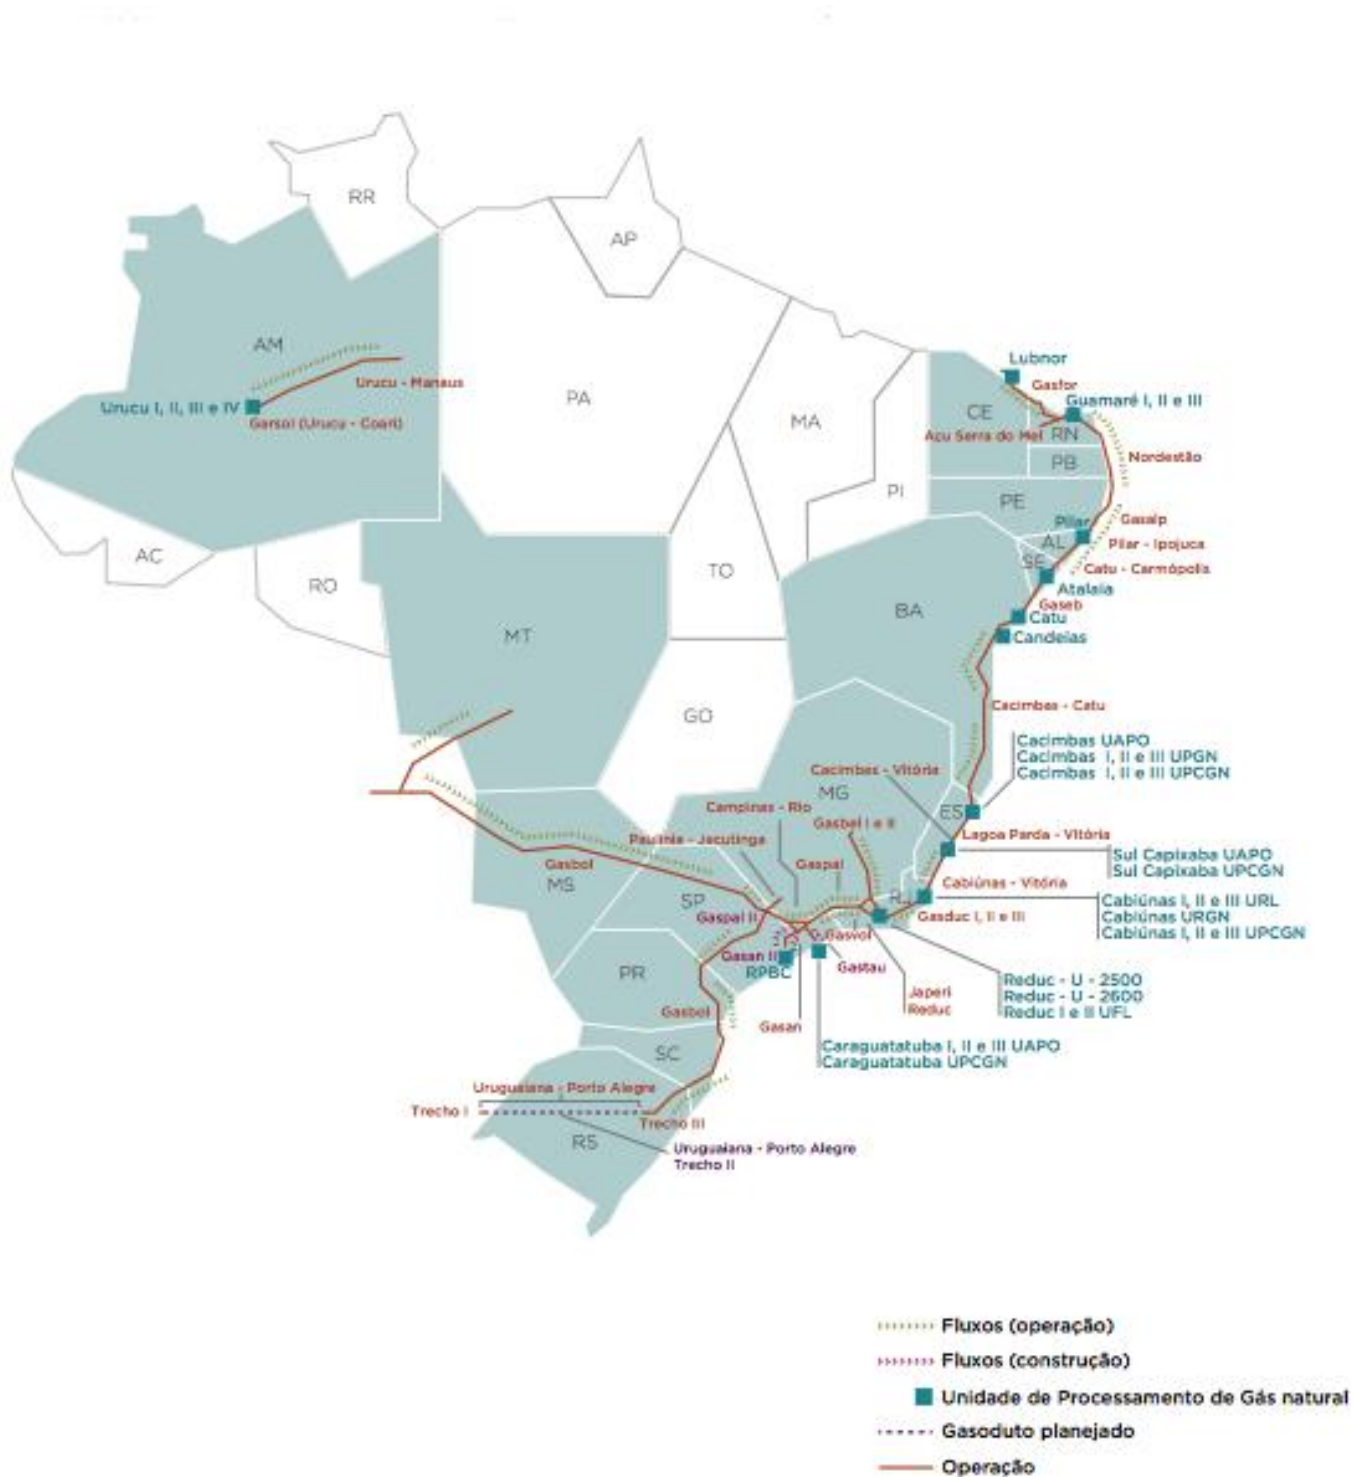 RR
AP
AM
Urucu - Manaus
Urucu I, II, III e IV
Garsol (Urucu - Coari)
PA
MA
PI
CE
Lubnor
Gasfor
Guamaré I, II e III
Acu Serra do Mel
RN
PB
Nordestão
PE
Pilar
Gasalp
AL
Pilar - Ipojuca
SE
Catu - Carmópolis
Atalaia
Gaseb
Catu
Candeias
AC
RO
TO
BA
MT
GO
Cacimbas - Catu
Cacimbas UAPO
Cacimbas I, II e III UPGN
Cacimbas I, II e III UPCGN
Cacimbas - Vitória
MG
ES
Campinas - Rio
Gasbel I e II
Paulinia - Jacutinga
Lagoa Parda - Vitória
Sul Capixaba UAPO
Sul Capixaba UPCGN
Gasbol
MS
Gaspal
Cabiúnas - Vitória
SP
RJ
Cabiúnas I, II e III URL
Cabiúnas URGN
Cabiúnas I, II e III UPCGN
Gaspal II
Gasduc I, II e III
Gasvol
Gasan II
RPBC
Gastau
PR
Reduc - U - 2500
Reduc - U - 2600
Reduc I e II UFL
Japeri
Reduc
Gasbol
Gasan
Caraguatatuba I, II e III UAPO
Caraguatatuba UPCGN
SC
Uruguaiana - Porto Alegre
Trecho I
Trecho III
RS
Uruguaiana - Porto Alegre
Trecho II
Fluxos (operação)
Fluxos (construção)
Unidade de Processamento de Gás natural
Gasoduto planejado
Operação